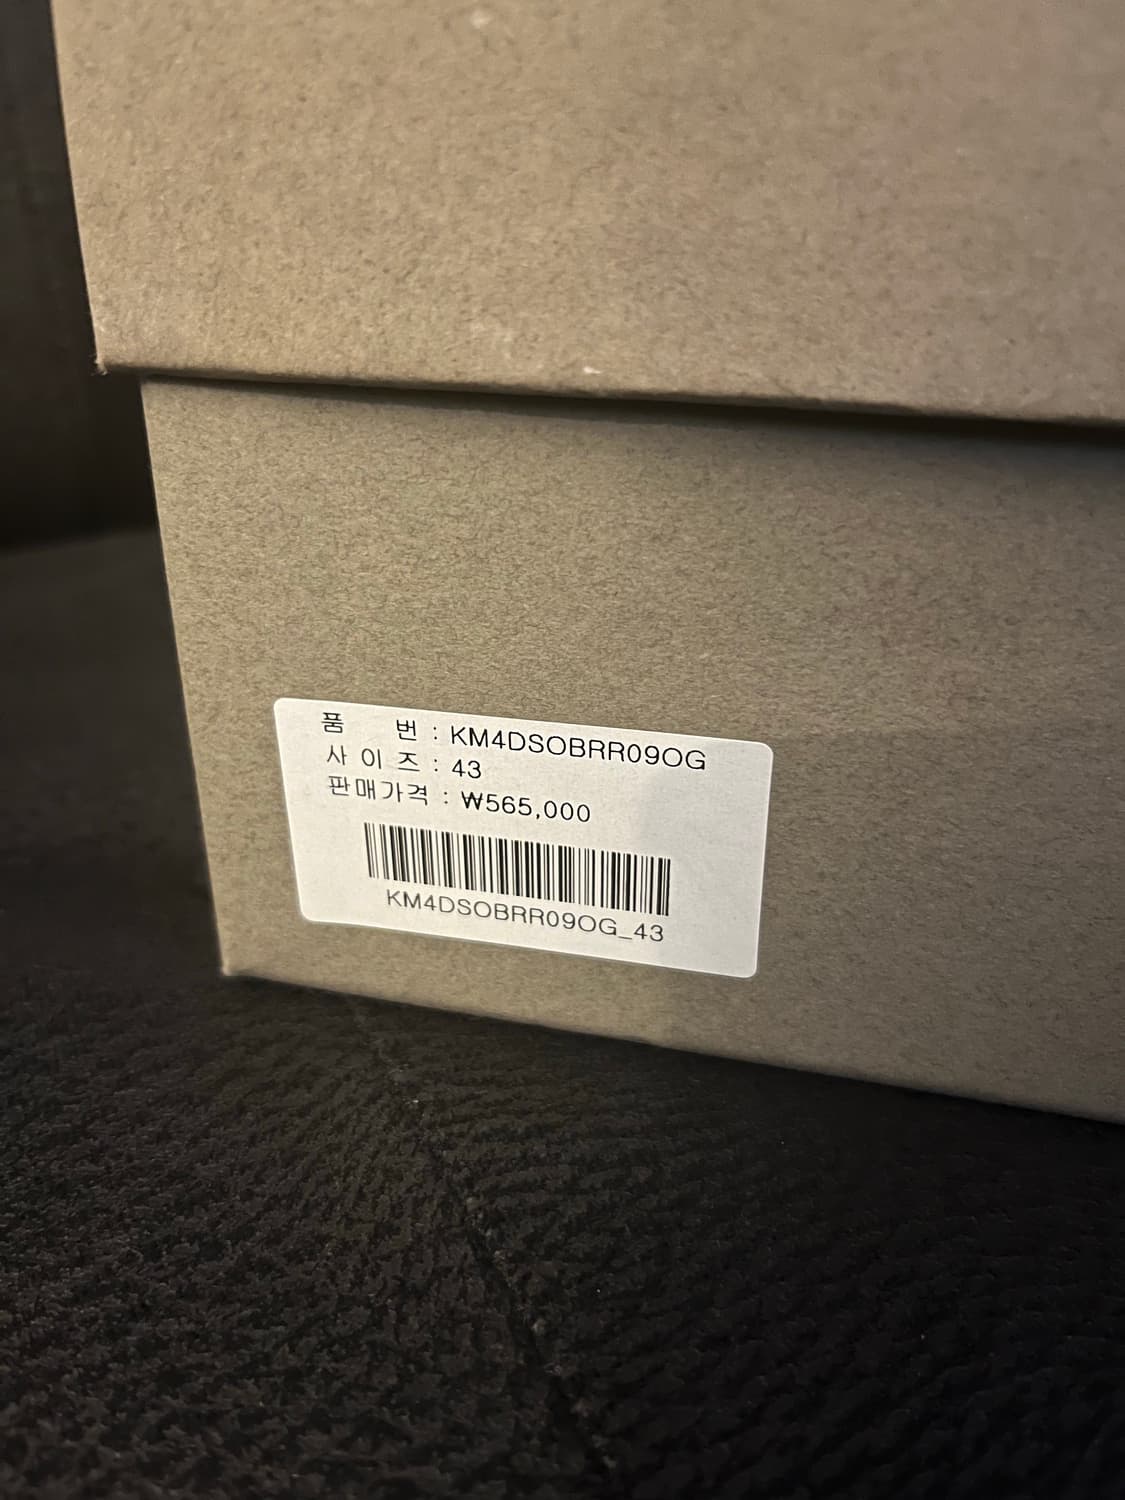 품 번 : KM4DSOBRR09OG
사 이 즈 : 43
판매가격 : ₩565,000
KM4DSOBRR09OG_43